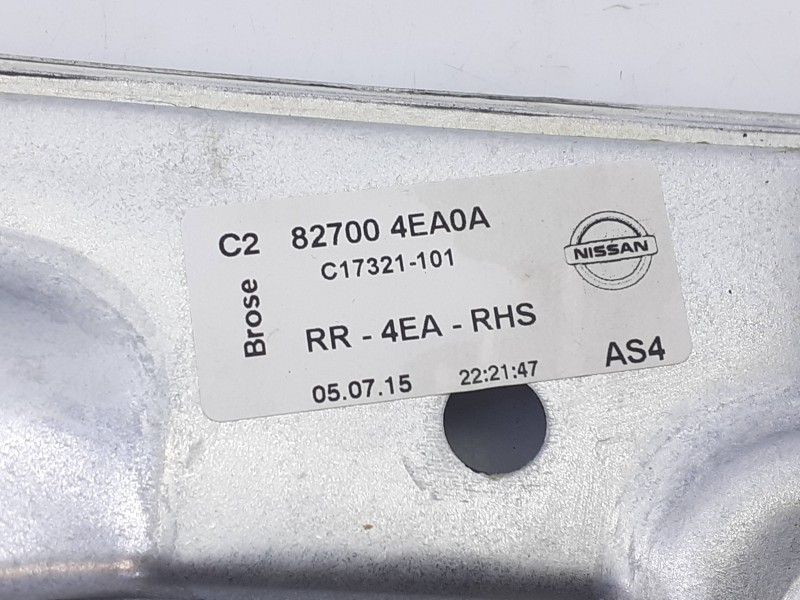 C2 82700 4EA0A
C17321-101
NISSAN
Brose
RR - 4EA - RHS
AS4
05.07.15 22:21:47